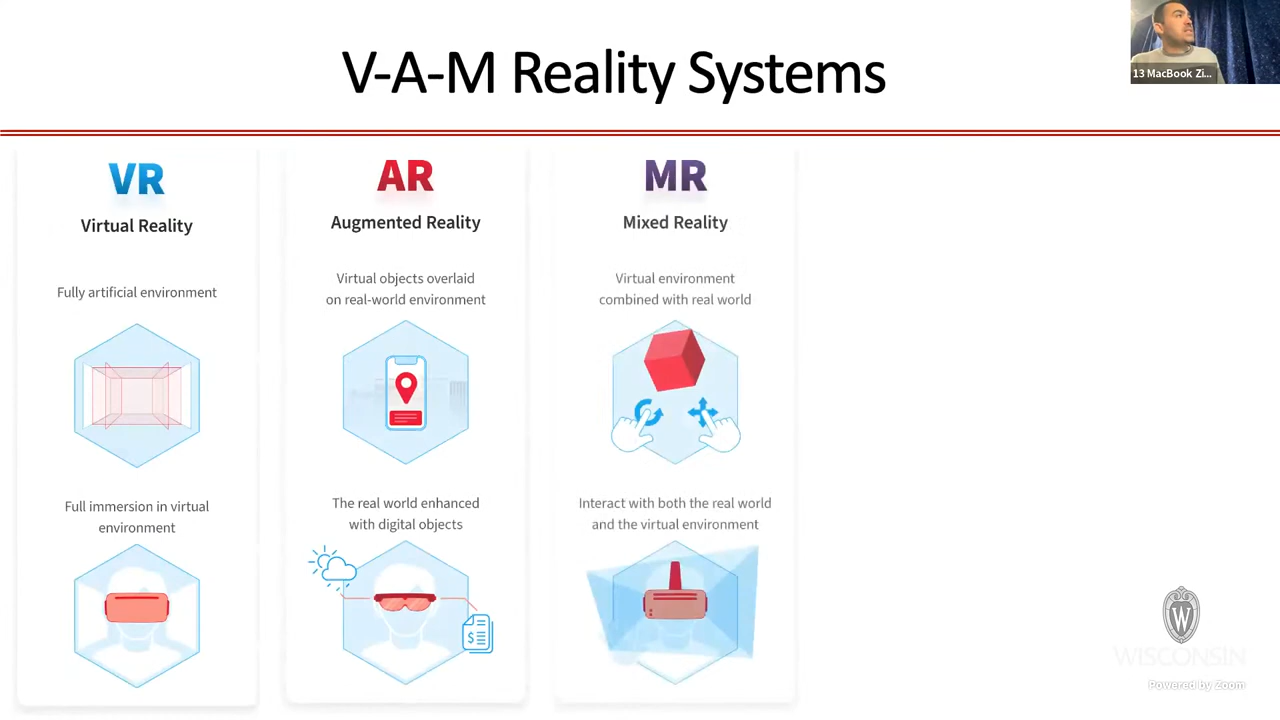 V-A-M Reality Systems
13 MacBook Zi...
VR
Virtual Reality
Fully artificial environment
Full immersion in virtual
environment
AR
Augmented Reality
Virtual objects overlaid
on real-world environment
The real world enhanced
with digital objects
$
MR
Mixed Reality
Virtual environment
combined with real world
Interact with both the real world
and the virtual environment
W
WISCONSIN
Powered by Zoom